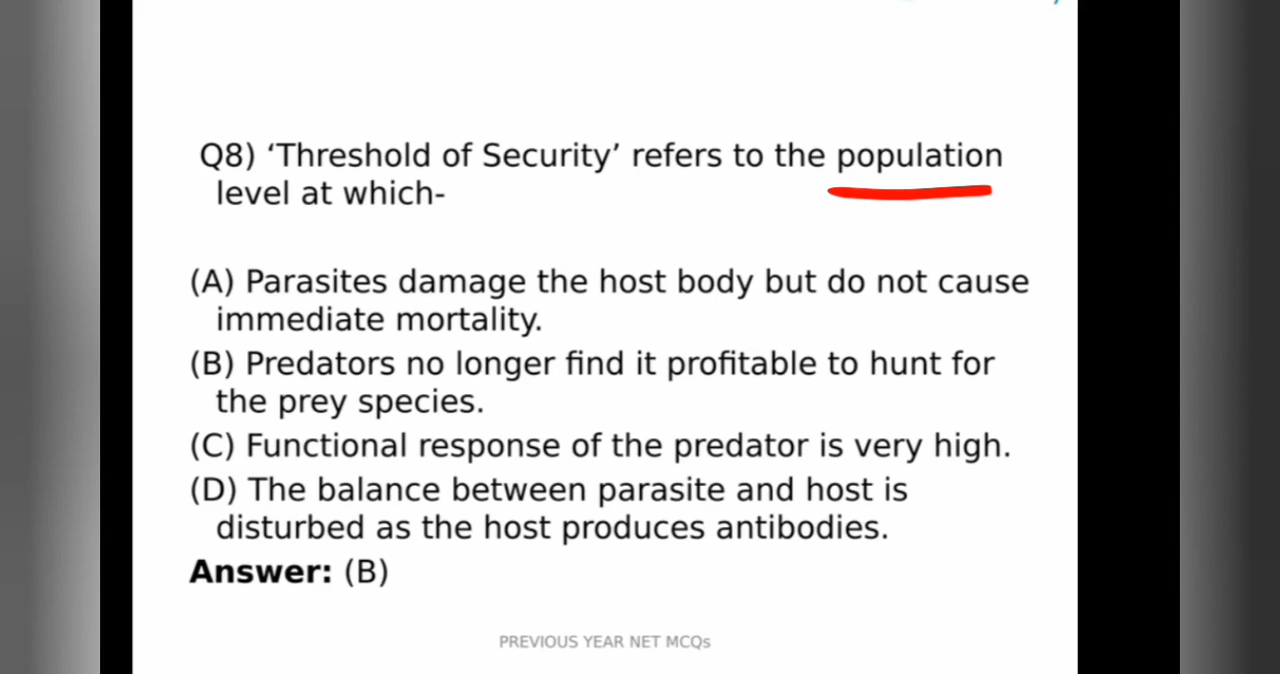 Q8) ‘Threshold of Security’ refers to the population
level at which-
(A) Parasites damage the host body but do not cause
immediate mortality.
(B) Predators no longer find it profitable to hunt for
the prey species.
(C) Functional response of the predator is very high.
(D) The balance between parasite and host is
disturbed as the host produces antibodies.
Answer: (B)
PREVIOUS YEAR NET MCQs